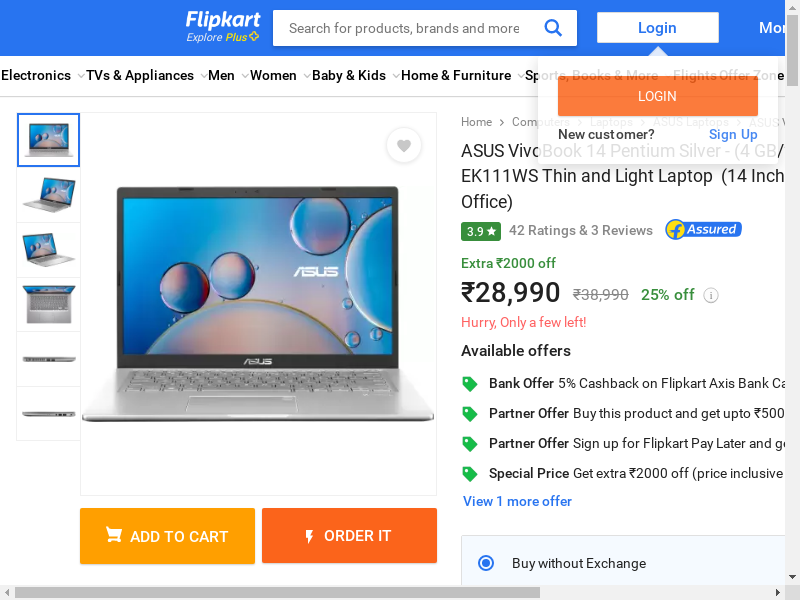 Flipkart
Explore Plus
Search for products, brands and more
Login
Electronics
TVs & Appliances
Men
Women
Baby & Kids
Home & Furniture
Sports, Books & More
Flights
Offer Zone
LOGIN
New customer?
Sign Up
Home
Computers
Laptops
ASUS Laptops
ASUS
ASUS VivoBook 14 Pentium Silver - (4 GB/
EK111WS Thin and Light Laptop (14 Inch
Office)
3.9
42 Ratings & 3 Reviews
Assured
Extra ₹2000 off
₹28,990
₹38,990
25% off
Hurry, Only a few left!
Available offers
Bank Offer 5% Cashback on Flipkart Axis Bank
Partner Offer Buy this product and get upto ₹500
Partner Offer Sign up for Flipkart Pay Later and
Special Price Get extra ₹2000 off (price inclusive
View 1 more offer
ASUS
ASUS
ADD TO CART
ORDER IT
Buy without Exchange